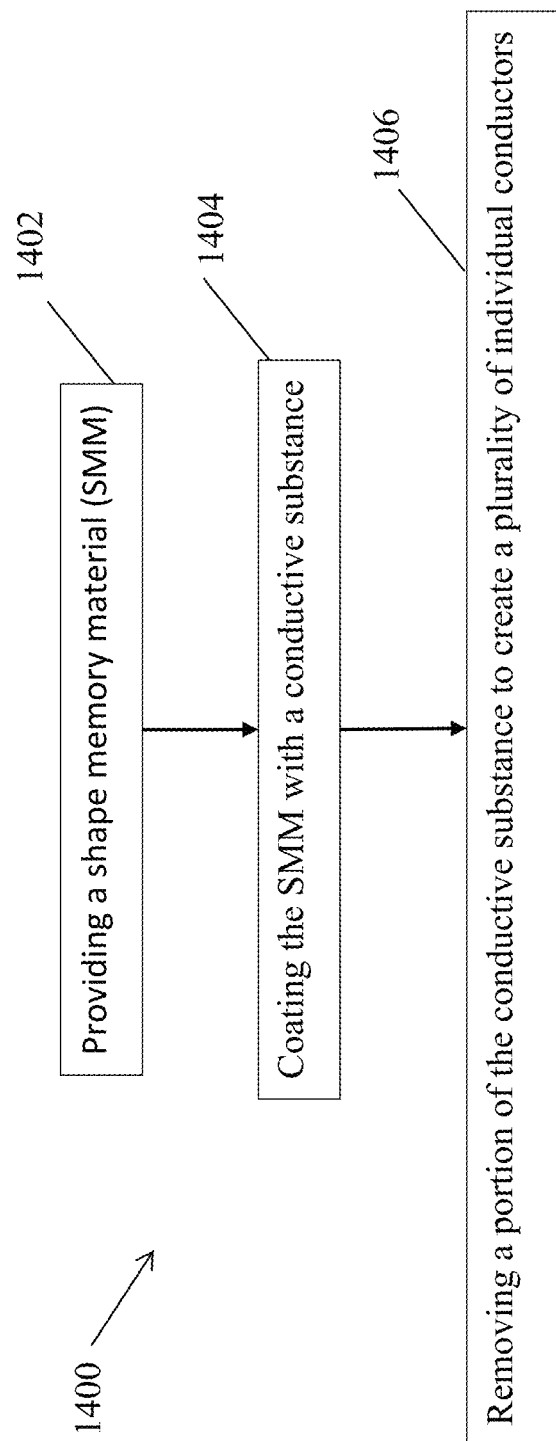 1400
1402
Providing a shape memory material (SMM)
1404
Coating the SMM with a conductive substance
1406
Removing a portion of the conductive substance to create a plurality of individual conductors